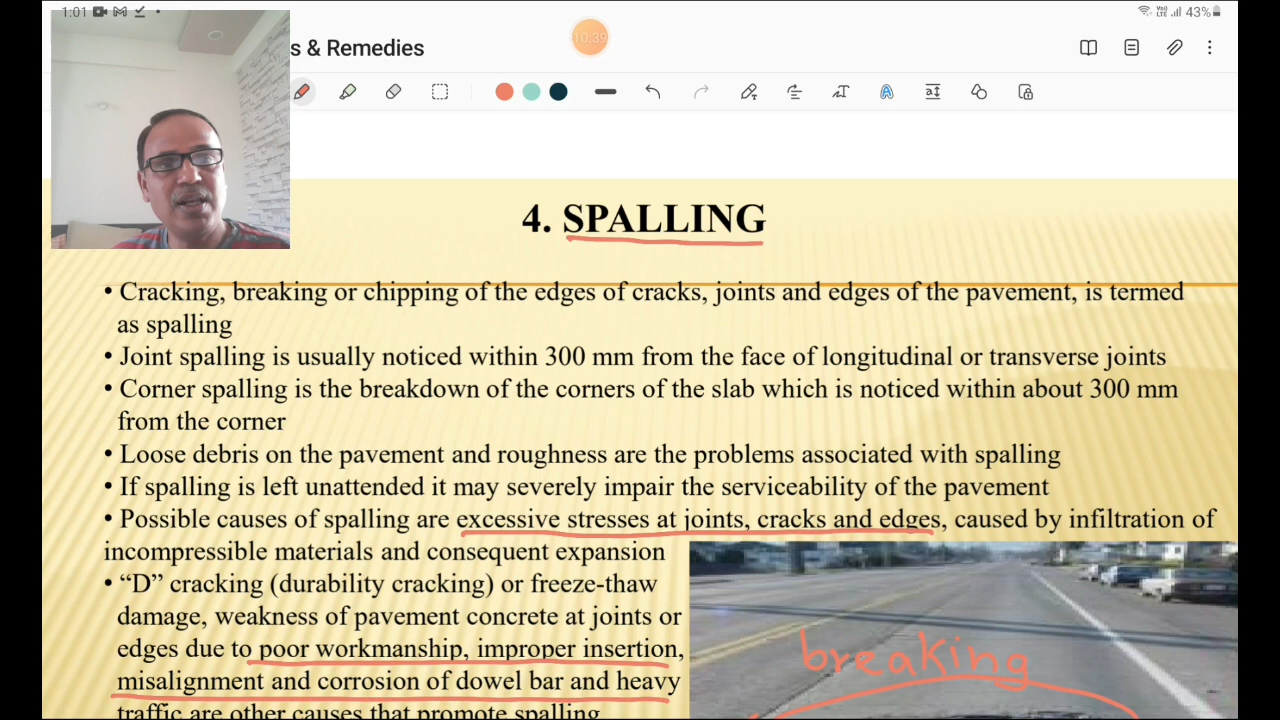 1:01
43%
s & Remedies
10:39
4. SPALLING
• Cracking, breaking or chipping of the edges of cracks, joints and edges of the pavement, is termed
as spalling
• Joint spalling is usually noticed within 300 mm from the face of longitudinal or transverse joints
• Corner spalling is the breakdown of the corners of the slab which is noticed within about 300 mm
from the corner
• Loose debris on the pavement and roughness are the problems associated with spalling
• If spalling is left unattended it may severely impair the serviceability of the pavement
• Possible causes of spalling are excessive stresses at joints, cracks and edges, caused by infiltration of
incompressible materials and consequent expansion
• “D” cracking (durability cracking) or freeze-thaw
damage, weakness of pavement concrete at joints or
edges due to poor workmanship, improper insertion,
misalignment and corrosion of dowel bar and heavy
traffic are other causes that promote spalling
breaking